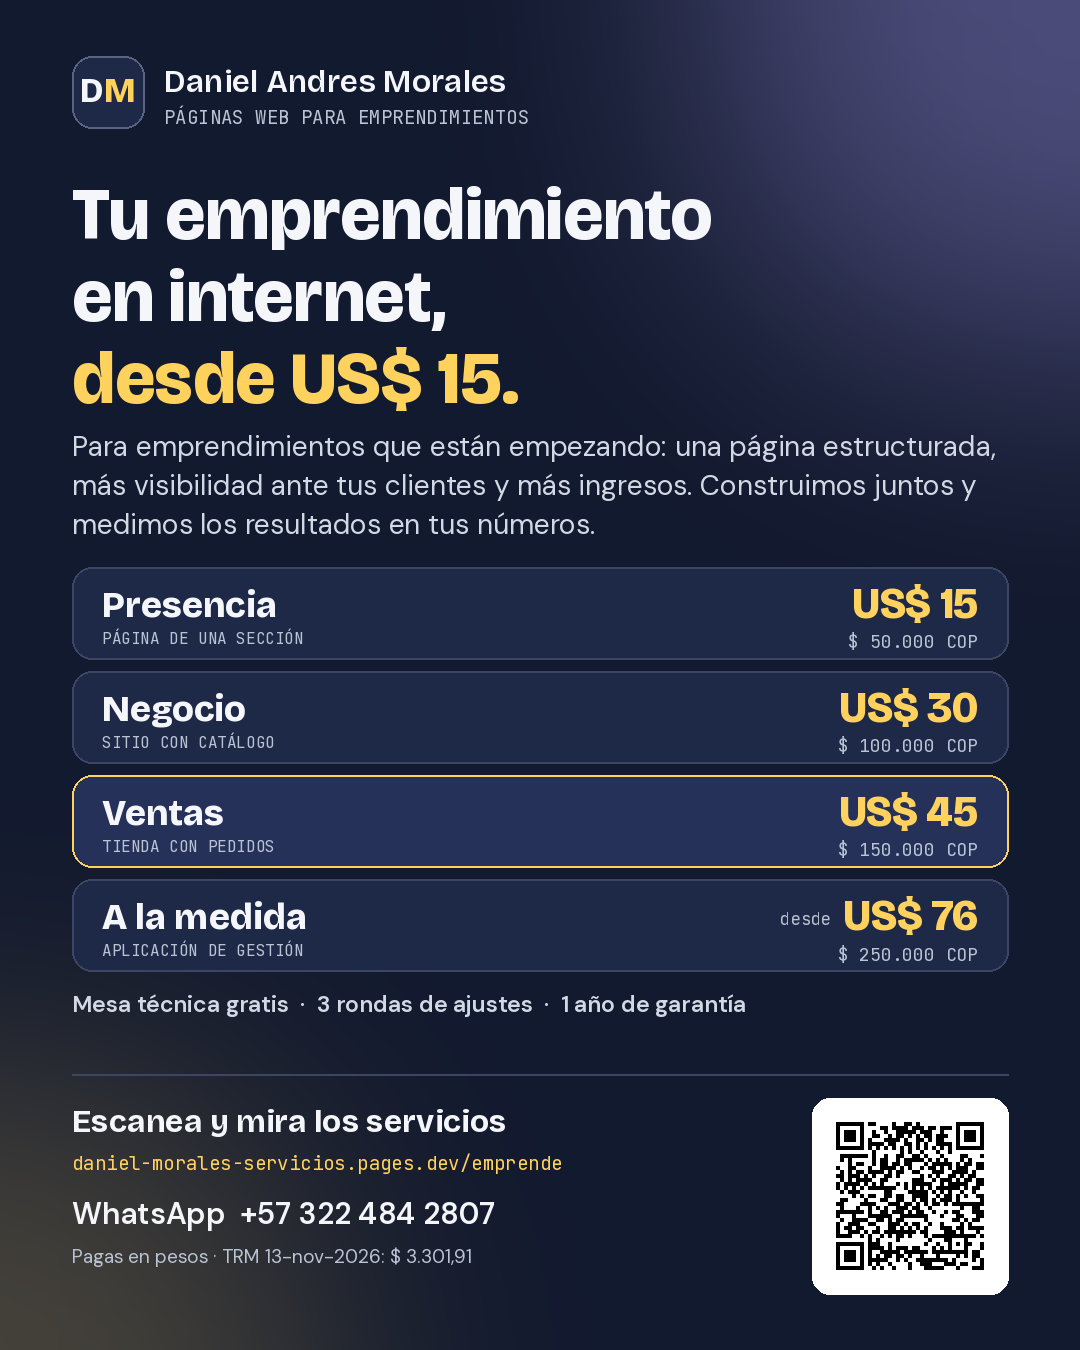 DM
Daniel Andres Morales
PÁGINAS WEB PARA EMPRENDIMIENTOS
Tu emprendimiento
en internet,
desde US$ 15.
Para emprendimientos que están empezando: una página estructurada,
más visibilidad ante tus clientes y más ingresos. Construimos juntos y
medimos los resultados en tus números.
Presencia
PÁGINA DE UNA SECCIÓN
US$ 15
$ 50.000 COP
Negocio
SITIO CON CATÁLOGO
US$ 30
$ 100.000 COP
Ventas
TIENDA CON PEDIDOS
US$ 45
$ 150.000 COP
A la medida
APLICACIÓN DE GESTIÓN
desde US$ 76
$ 250.000 COP
Mesa técnica gratis · 3 rondas de ajustes · 1 año de garantía
Escanea y mira los servicios
daniel-morales-servicios.pages.dev/emprende
WhatsApp +57 322 484 2807
Pagas en pesos · TRM 13-nov-2026: $ 3.301,91